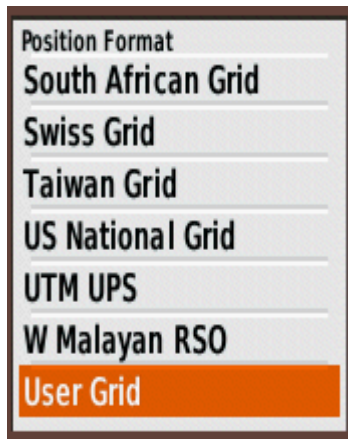 Position Format
South African Grid
Swiss Grid
Taiwan Grid
US National Grid
UTM UPS
W Malayan RSO
User Grid